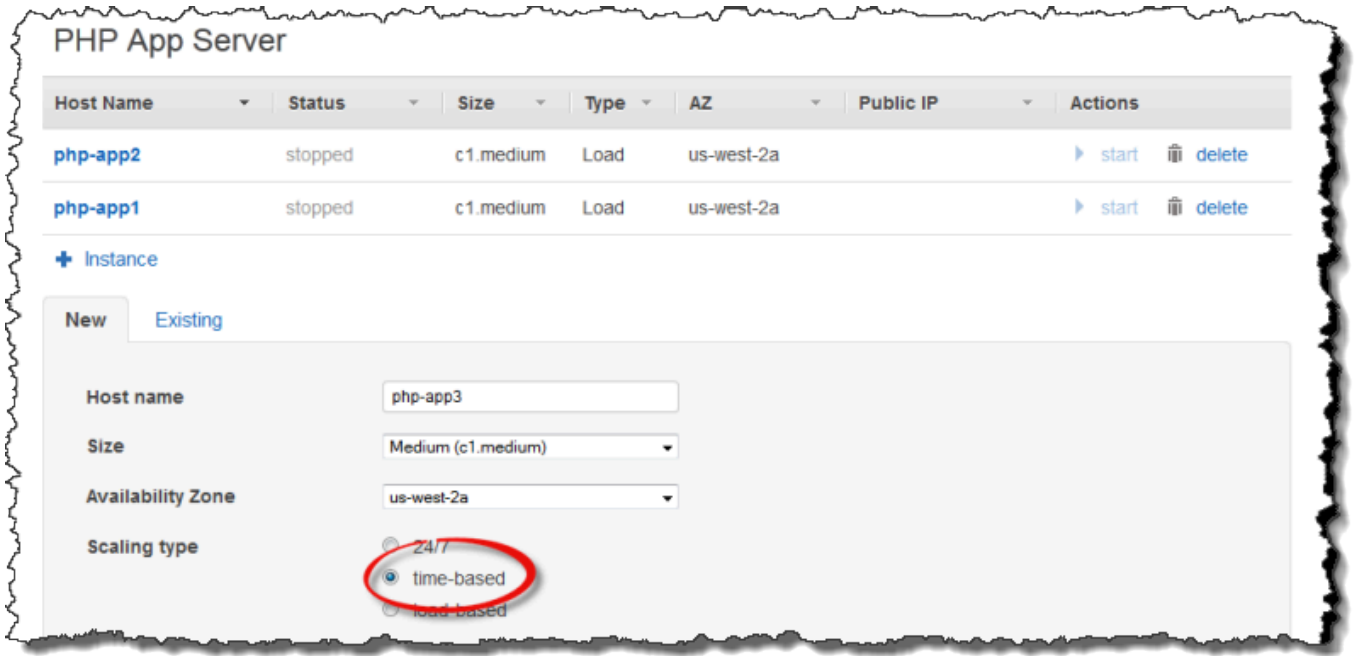 PHP App Server
Host Name Status Size Type AZ Public IP Actions
php-app2 stopped c1.medium Load us-west-2a start delete
php-app1 stopped c1.medium Load us-west-2a start delete
Instance
New Existing
Host name php-app3
Size Medium (c1.medium)
Availability Zone us-west-2a
Scaling type 24/7
time-based
load-based